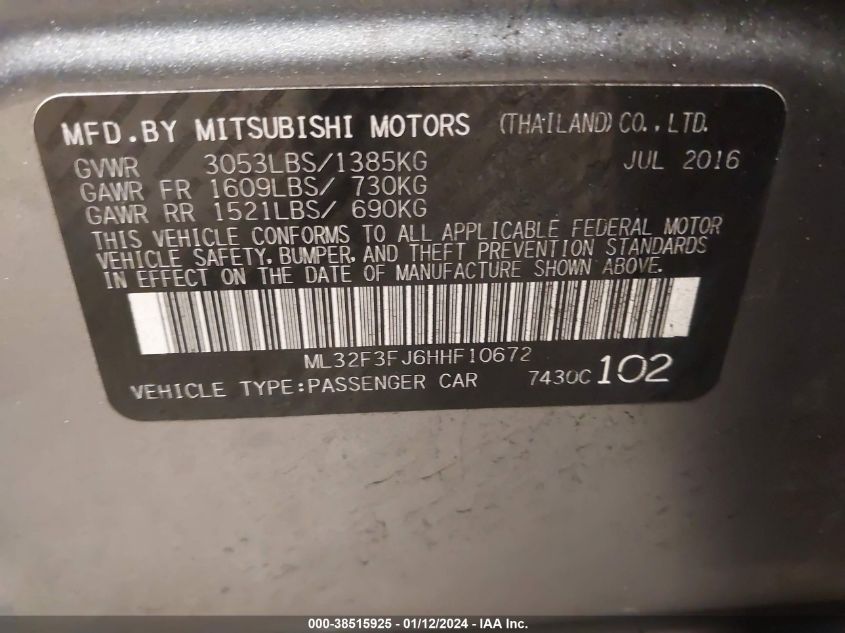 MFD.BY MITSUBISHI MOTORS (THAILAND) CO., LTD.
GVWR 3053LBS/1385KG JUL 2016
GAWR FR 1609LBS/ 730KG
GAWR RR 1521LBS/ 690KG
THIS VEHICLE CONFORMS TO ALL APPLICABLE FEDERAL MOTOR
VEHICLE SAFETY, BUMPER, AND THEFT PREVENTION STANDARDS
IN EFFECT ON THE DATE OF MANUFACTURE SHOWN ABOVE.
ML32F3FJ6HHF10672
VEHICLE TYPE:PASSENGER CAR 7430C 102
000-38515925 - 01/12/2024 - IAA Inc.